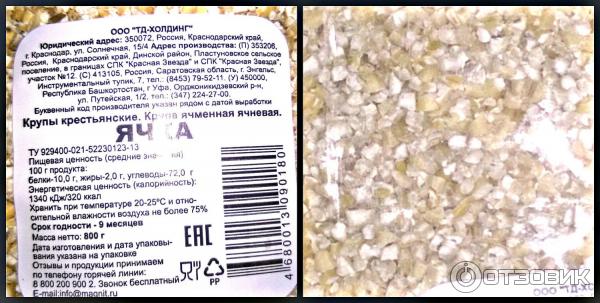 ООО "ТД-ХОЛДИНГ"
Юридический адрес: 350072, Россия, Краснодарский край,
г. Краснодар, ул. Солнечная, 15/4 Адрес производства: (П) 353206,
Россия, Краснодарский край, Динской район, Пластуновское сельское
поселение, в границах СПК "Красная Звезда" и СПК "Красная Звезда",
участок №12. (С) 413105, Россия, Саратовская область, г. Энгельс,
Инструментальный тупик, 7, тел.: (8453) 79-52-11. (У) 450000,
Республика Башкортостан, г Уфа, Орджоникидзевский р-н,
ул. Путейская, 1/2, тел.: (347) 224-27-00.
Буквенный код производителя указан рядом с датой выработки
Крупы крестьянские. Крупа ячменная ячневая.
ЯЧКА
ТУ 929400-021-52230123-13
Пищевая ценность (средние значения)
100 г продукта:
белки-10,0 г, жиры-2,0 г, углеводы-72,0 г
Энергетическая ценность (калорийность):
1340 кДж/320 ккал
Хранить при температуре 20-25°С и отно-
сительной влажности воздуха не более 75%
Срок годности - 9 месяцев
Масса нетто: 800 г
Дата изготовления и дата упаковы-
вания указана на упаковке
Отзывы о продукции принимаем
по телефону горячей линии:
8 800 200 900 2. Адрес
E-mail:info@magnit.ru
EAC
PP
4680013090180
ООО "ТД-ХОЛ
ОТЗОВИК